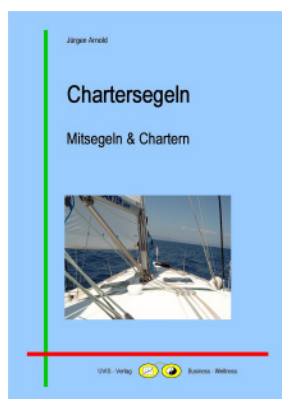 Jürgen Arnold
Chartersegeln
Mitsegeln & Chartern
UVIS - Verlag Business - Wellness